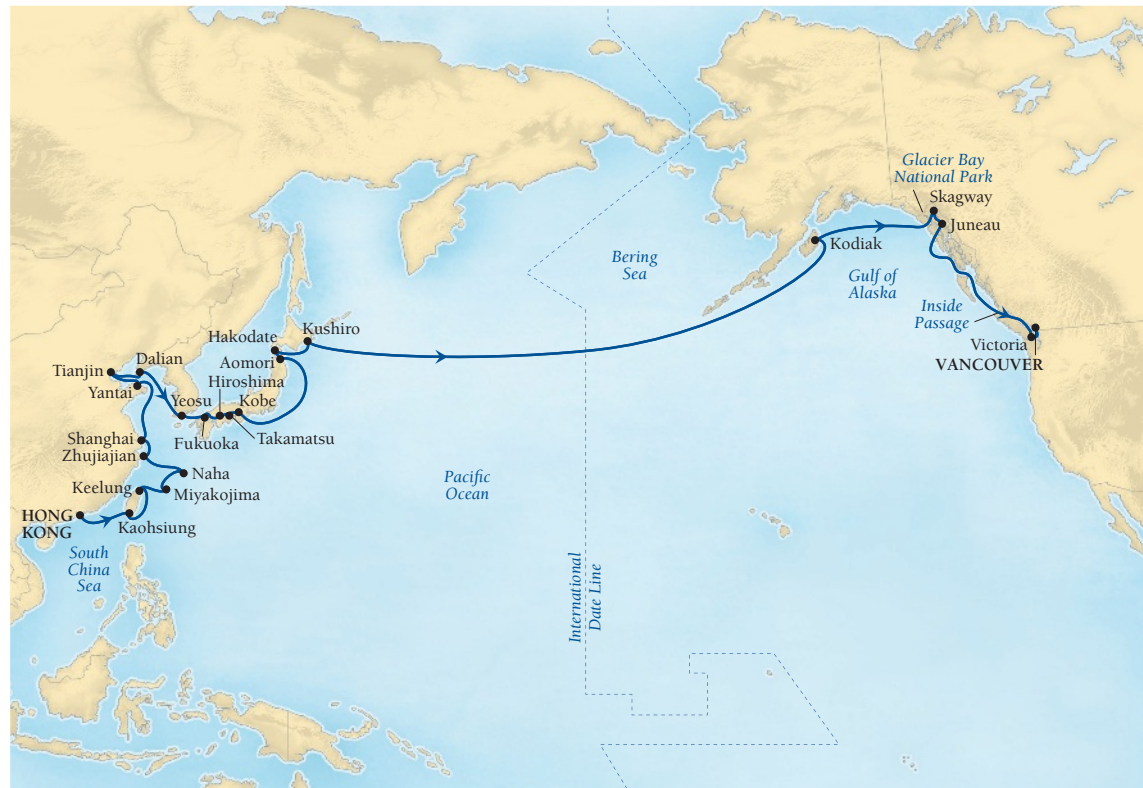 Glacier Bay
National Park
Skagway
Juneau
Kodiak
Bering
Sea
Gulf of
Alaska
Inside
Passage
Victoria
VANCOUVER
Hakodate
Kushiro
Aomori
Hiroshima
Kobe
Dalian
Tianjin
Yantai
Yeosu
Fukuoka
Takamatsu
Shanghai
Zhujiajian
Naha
Keelung
Miyakojima
HONG
KONG
Kaohsiung
South
China
Sea
Pacific
Ocean
International
Date Line